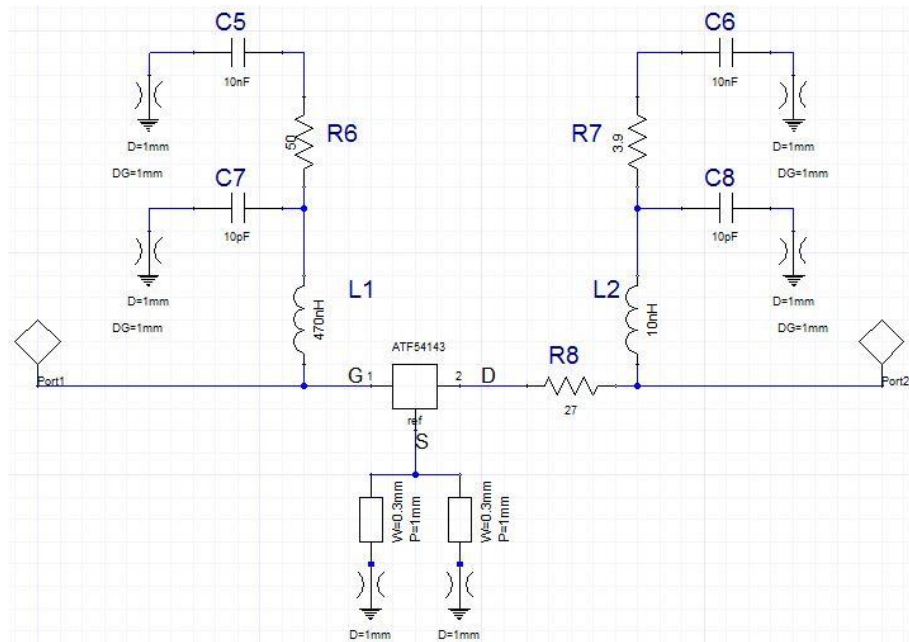 C5
10nF
D=1mm
DG=1mm
R6
50
C7
10pF
D=1mm
DG=1mm
L1
470nH
Port1
G
1
ATF54143
2
D
ref
S
R8
27
C6
10nF
D=1mm
DG=1mm
R7
3.9
C8
10pF
D=1mm
DG=1mm
L2
10nH
Port2
W=0.3mm
P=1mm
W=0.3mm
P=1mm
D=1mm
D=1mm